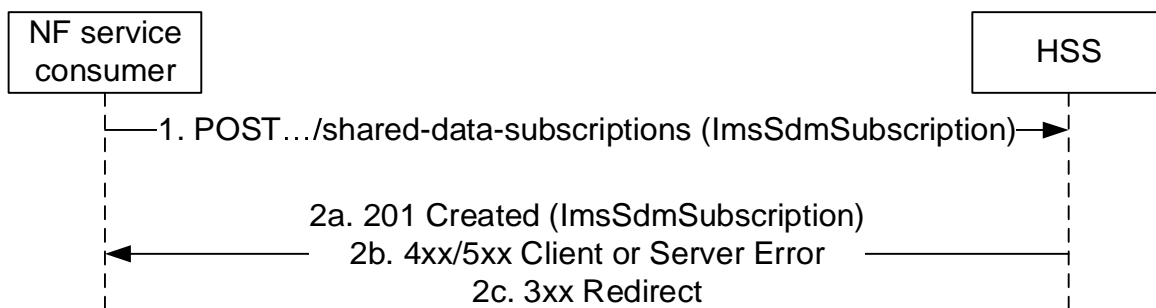 NF service
consumer
HSS
1. POST…/shared-data-subscriptions (ImsSdmSubscription)
2a. 201 Created (ImsSdmSubscription)
2b. 4xx/5xx Client or Server Error
2c. 3xx Redirect